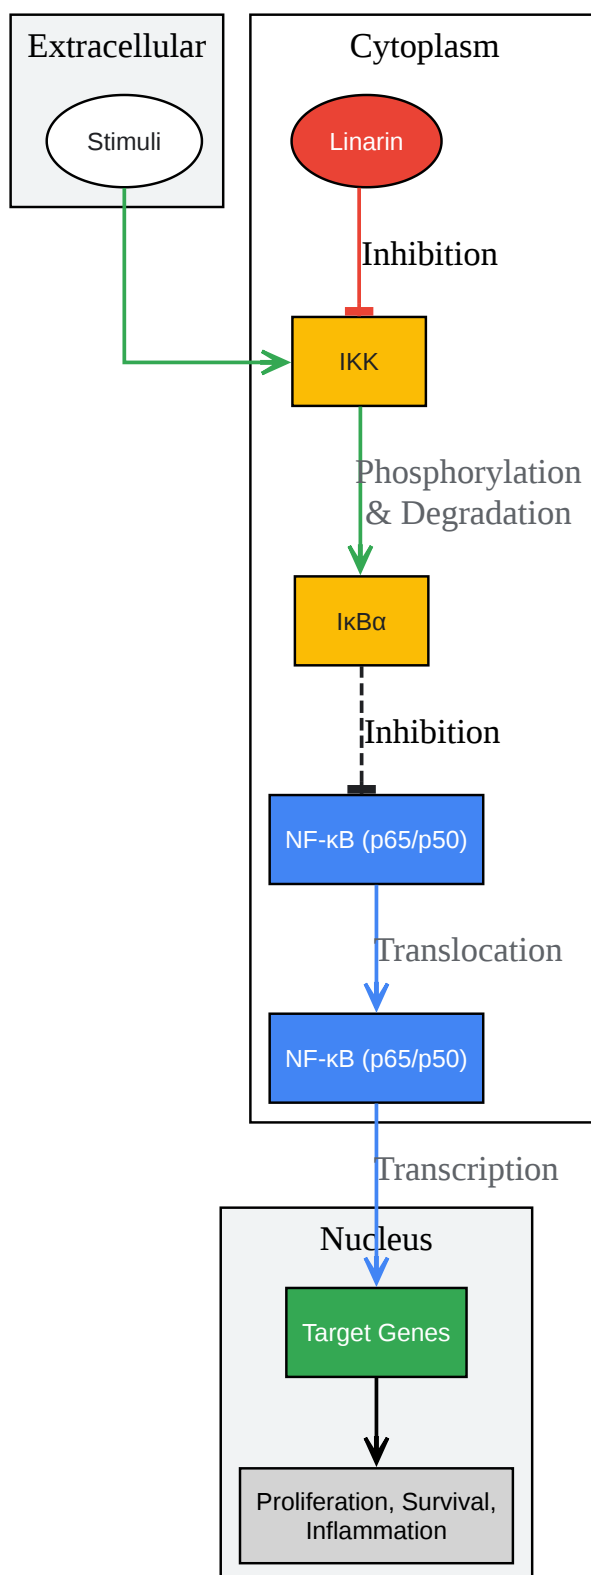 Extracellular
Cytoplasm
Stimuli
Linarin
Inhibition
IKK
Phosphorylation
& Degradation
IκBα
Inhibition
NF-κB (p65/p50)
Translocation
NF-κB (p65/p50)
Transcription
Nucleus
Target Genes
Proliferation, Survival,
Inflammation